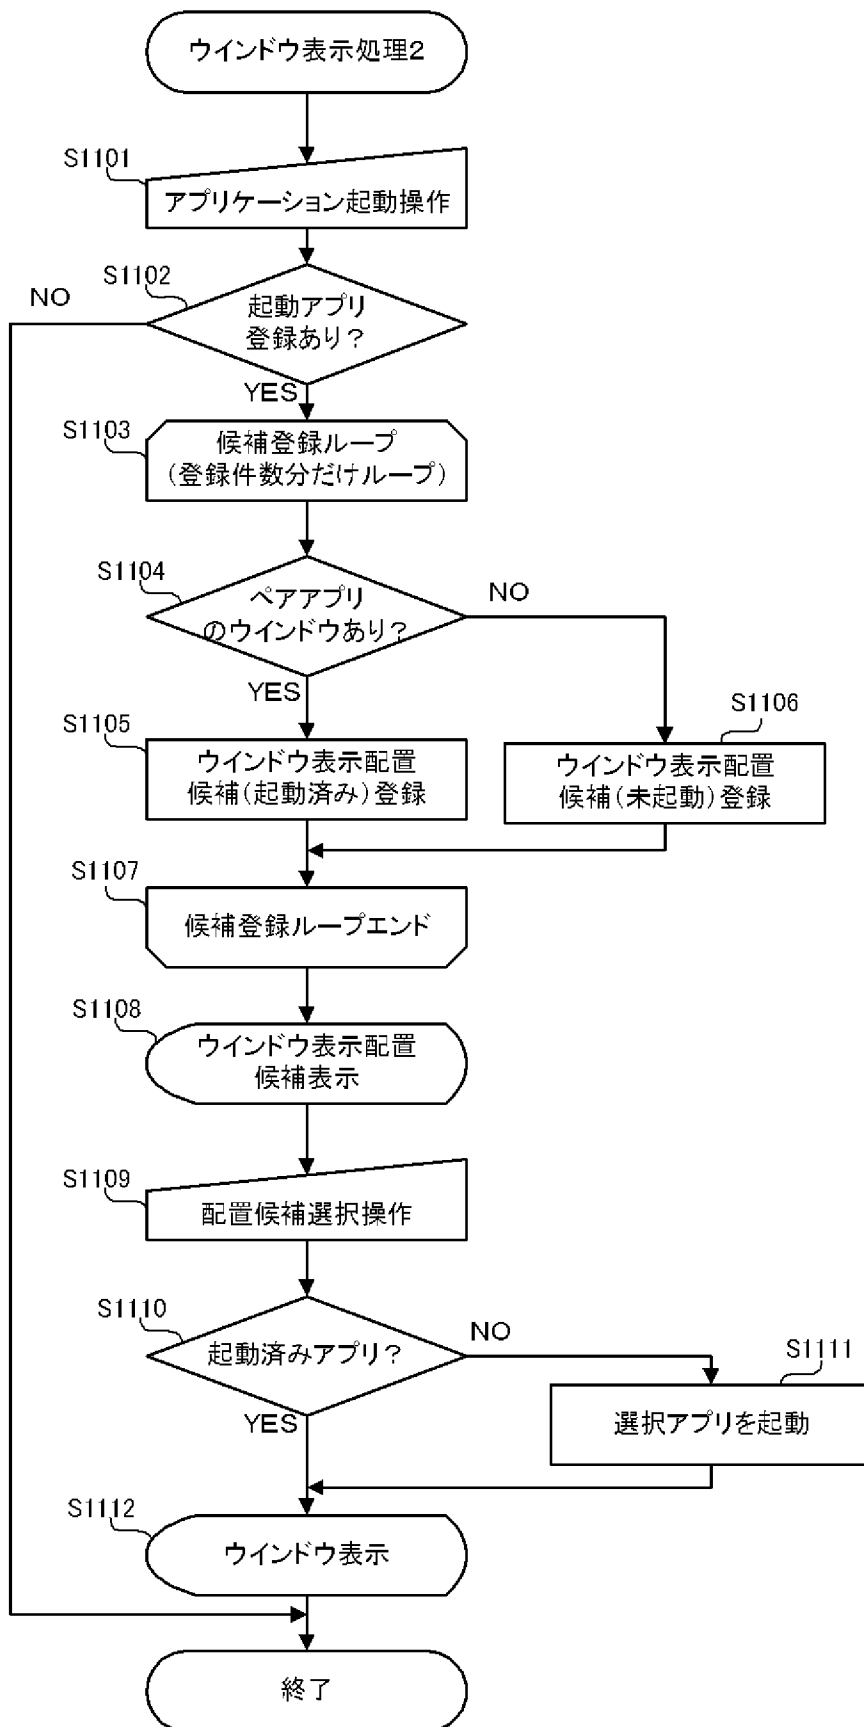 ウインドウ表示処理2
S1101
アプリケーション起動操作
S1102
NO
起動アプリ
登録あり?
YES
S1103
候補登録ループ
(登録件数分だけループ)
S1104
ペアアプリ
のウインドウあり?
NO
YES
S1105
ウインドウ表示配置
候補(起動済み)登録
S1106
ウインドウ表示配置
候補(未起動)登録
S1107
候補登録ループエンド
S1108
ウインドウ表示配置
候補表示
S1109
配置候補選択操作
S1110
起動済みアプリ?
NO
YES
S1111
選択アプリを起動
S1112
ウインドウ表示
終了